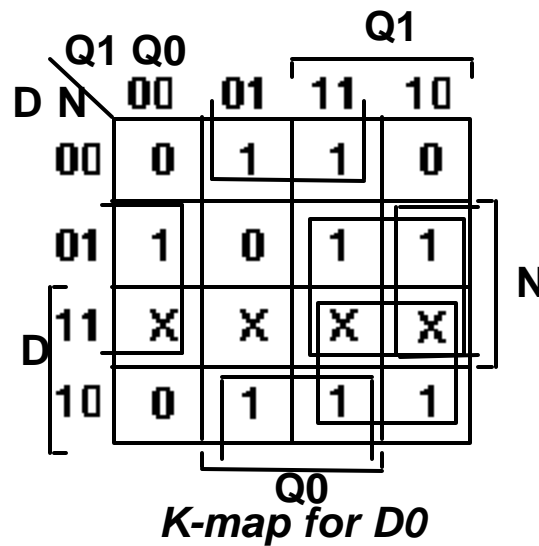 Q1
Q1 Q0
D N 00 01 11 10
00 0 1 1 0
01 1 0 1 1
N
D
11 X X X X
10 0 1 1 1
Q0
K-map for D0